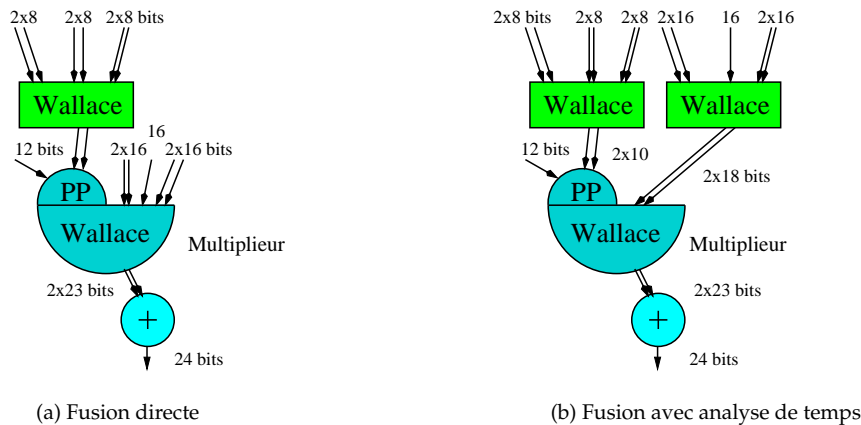 2x8 2x8 2x8 bits
Wallace
12 bits
2x16
16
2x16 bits
PP
Wallace
Multiplieur
2x23 bits
+
24 bits
(a) Fusion directe
2x8 bits 2x8 2x8 2x16 16 2x16
Wallace
Wallace
12 bits
2x10
2x18 bits
PP
Wallace
Multiplieur
2x23 bits
+
24 bits
(b) Fusion avec analyse de temps